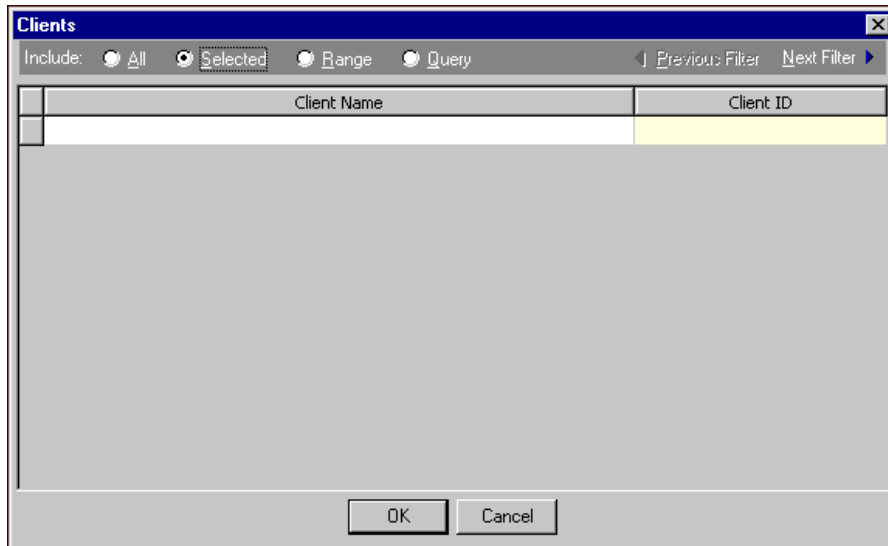 Clients
Include: All Selected Range Query Previous Filter Next Filter
Client Name Client ID
OK Cancel